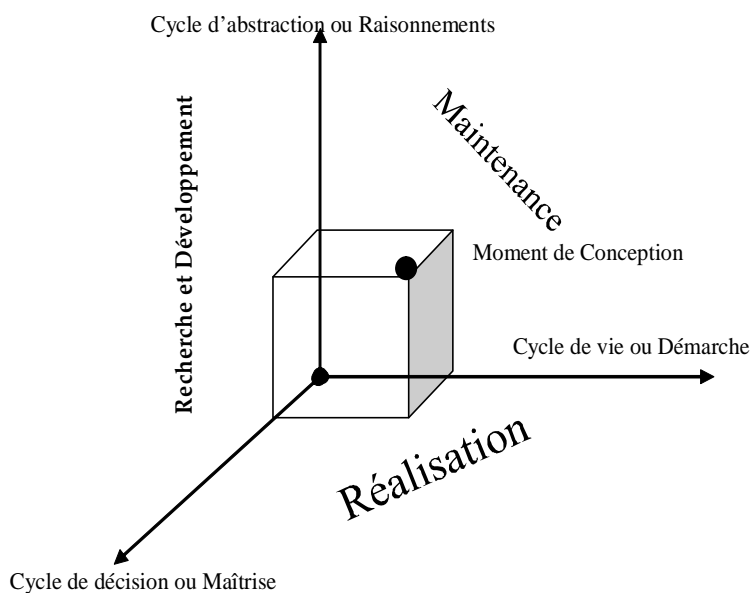 Cycle d’abstraction ou Raisonnements
Maintenance
Recherche et Développement
Moment de Conception
Cycle de vie ou Démarche
Réalisation
Cycle de décision ou Maîtrise